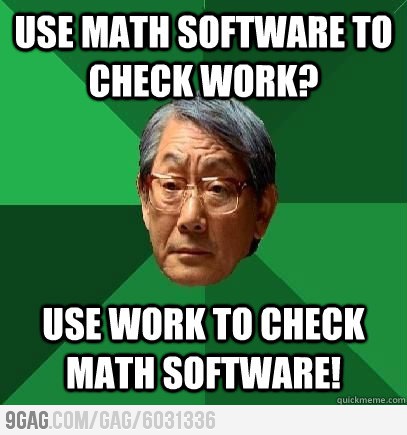 USE MATH SOFTWARE TO
CHECK WORK?
USE WORK TO CHECK
MATH SOFTWARE!
quickmeme.com
9GAG.COM/GAG/6031336